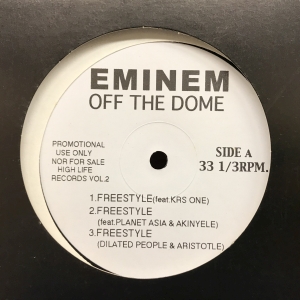 EMINEM
OFF THE DOME
PROMOTIONAL
USE ONLY
NOR FOR SALE
HIGH LIFE
RECORDS VOL.2
SIDE A
33 1/3RPM.
1.FREESTYLE(feat.KRS ONE)
2.FREESTYLE
(feat.PLANET ASIA & AKINYELE)
3.FREESTYLE
(DILATED PEOPLE & ARISTOTLE)